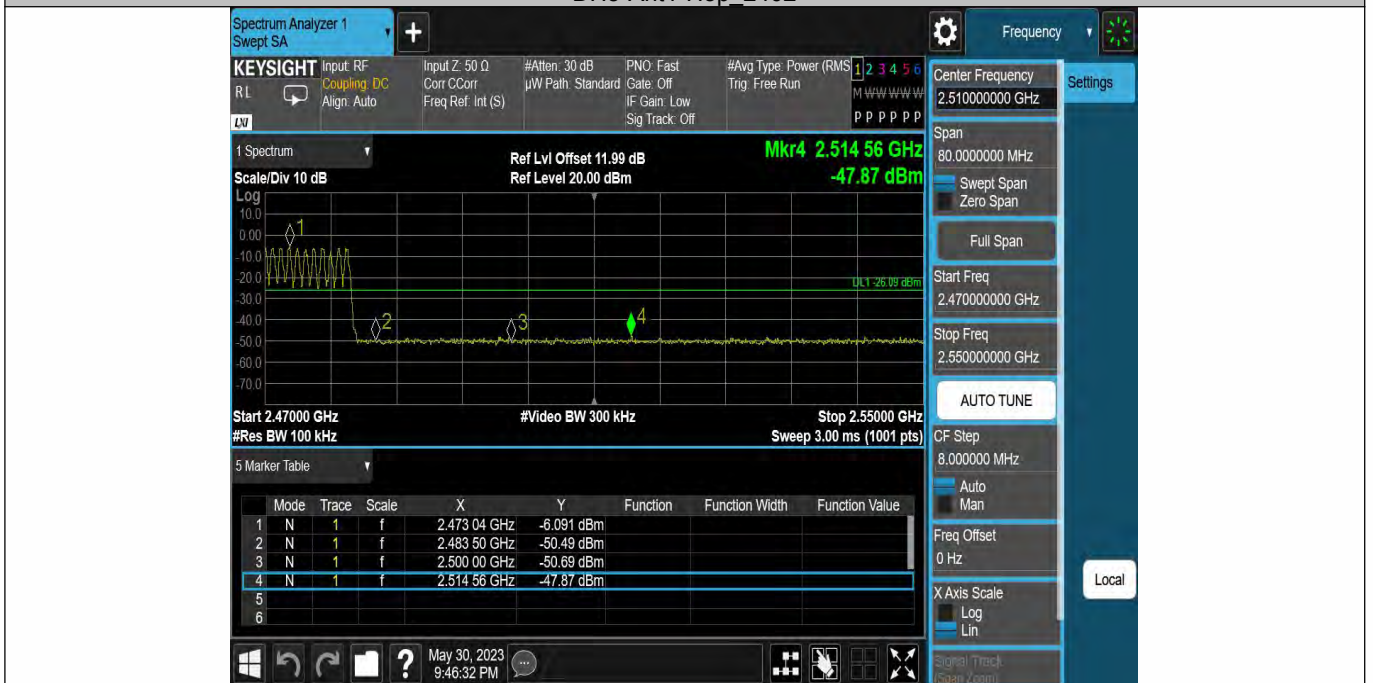 Spectrum Analyzer 1
Swept SA
+
Frequency
KEYSIGHT
RL
LXI
Input: RF
Coupling: DC
Align: Auto
Input Z: 50 Ω
Corr CCorr
Freq Ref: Int (S)
#Atten: 30 dB
µW Path: Standard
PNO: Fast
Gate: Off
IF Gain: Low
Sig Track: Off
#Avg Type: Power (RMS
Trig: Free Run
1 2 3 4 5 6
M W W W W W
P P P P P P
Center Frequency
2.510000000 GHz
Settings
Span
80.0000000 MHz
Swept Span
Zero Span
Full Span
Start Freq
2.470000000 GHz
Stop Freq
2.550000000 GHz
AUTO TUNE
CF Step
8.000000 MHz
Auto
Man
Freq Offset
0 Hz
X Axis Scale
Log
Lin
Signal Track
(Span Zoom)
Local
1 Spectrum
Scale/Div 10 dB
Ref Lvl Offset 11.99 dB
Ref Level 20.00 dBm
Mkr4 2.514 56 GHz
-47.87 dBm
Log
10.0
0.00
-10.0
-20.0
-30.0
-40.0
-50.0
-60.0
-70.0
1
2
3
4
DL1 -26.09 dBm
Start 2.47000 GHz
#Video BW 300 kHz
Stop 2.55000 GHz
#Res BW 100 kHz
Sweep 3.00 ms (1001 pts)
5 Marker Table
Mode Trace Scale X Y Function Function Width Function Value
1 N 1 f 2.473 04 GHz -6.091 dBm
2 N 1 f 2.483 50 GHz -50.49 dBm
3 N 1 f 2.500 00 GHz -50.69 dBm
4 N 1 f 2.514 56 GHz -47.87 dBm
5
6
?
May 30, 2023
9:46:32 PM